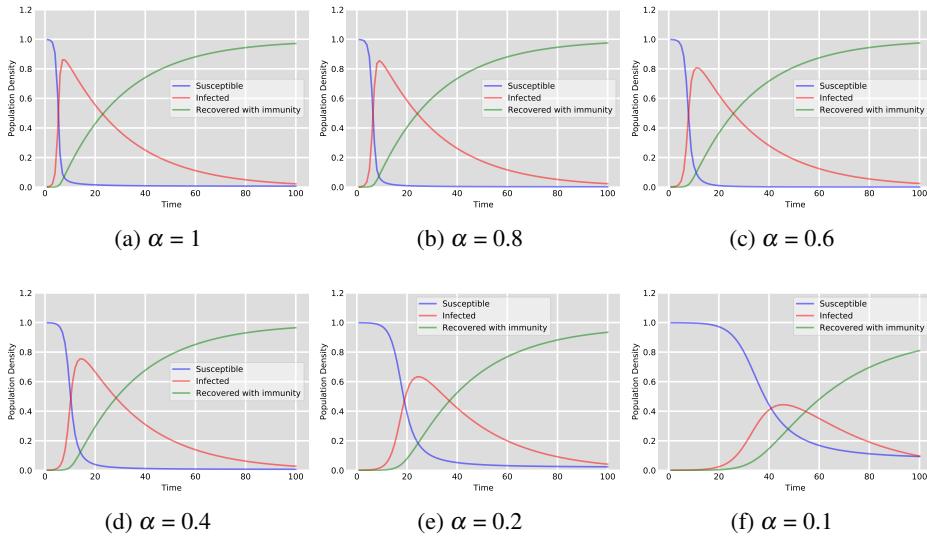 1.2
1.0
0.8
0.6
0.4
0.2
0.0
Population Density
0 20 40 60 80 100
Time
Susceptible
Infected
Recovered with immunity
(a) α = 1
1.2
1.0
0.8
0.6
0.4
0.2
0.0
Population Density
0 20 40 60 80 100
Time
Susceptible
Infected
Recovered with immunity
(b) α = 0.8
1.2
1.0
0.8
0.6
0.4
0.2
0.0
Population Density
0 20 40 60 80 100
Time
Susceptible
Infected
Recovered with immunity
(c) α = 0.6
1.2
1.0
0.8
0.6
0.4
0.2
0.0
Population Density
0 20 40 60 80 100
Time
Susceptible
Infected
Recovered with immunity
(d) α = 0.4
1.2
1.0
0.8
0.6
0.4
0.2
0.0
Population Density
0 20 40 60 80 100
Time
Susceptible
Infected
Recovered with immunity
(e) α = 0.2
1.2
1.0
0.8
0.6
0.4
0.2
0.0
Population Density
0 20 40 60 80 100
Time
Susceptible
Infected
Recovered with immunity
(f) α = 0.1